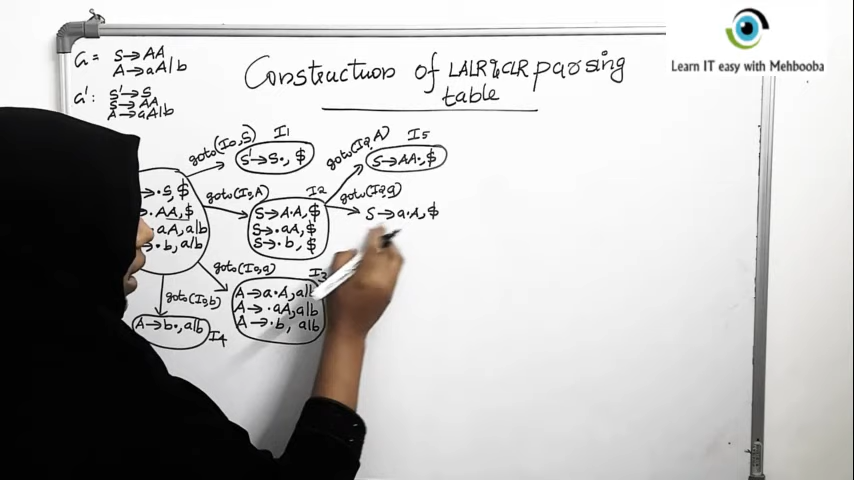 Learn IT easy with Mehbooba
G = S→AA
A→aA|b
G': S'→S
S→AA
A→aA|b
Construction of LALR & CLR parsing
table
→·S, $
·AA, $
·aA, a|b
→·b, a|b
goto(I0,S)
I1
S'→S·, $
goto(I0,A)
I2
S→A·A, $
S→·aA, $
S→·b, $
goto(I2,A)
I5
S→AA·, $
goto(I2,a)
S→a·A, $
goto(I0,a)
I3
A→a·A, a|b
A→·aA, a|b
A→·b, a|b
goto(I0,b)
A→b·, a|b
I4